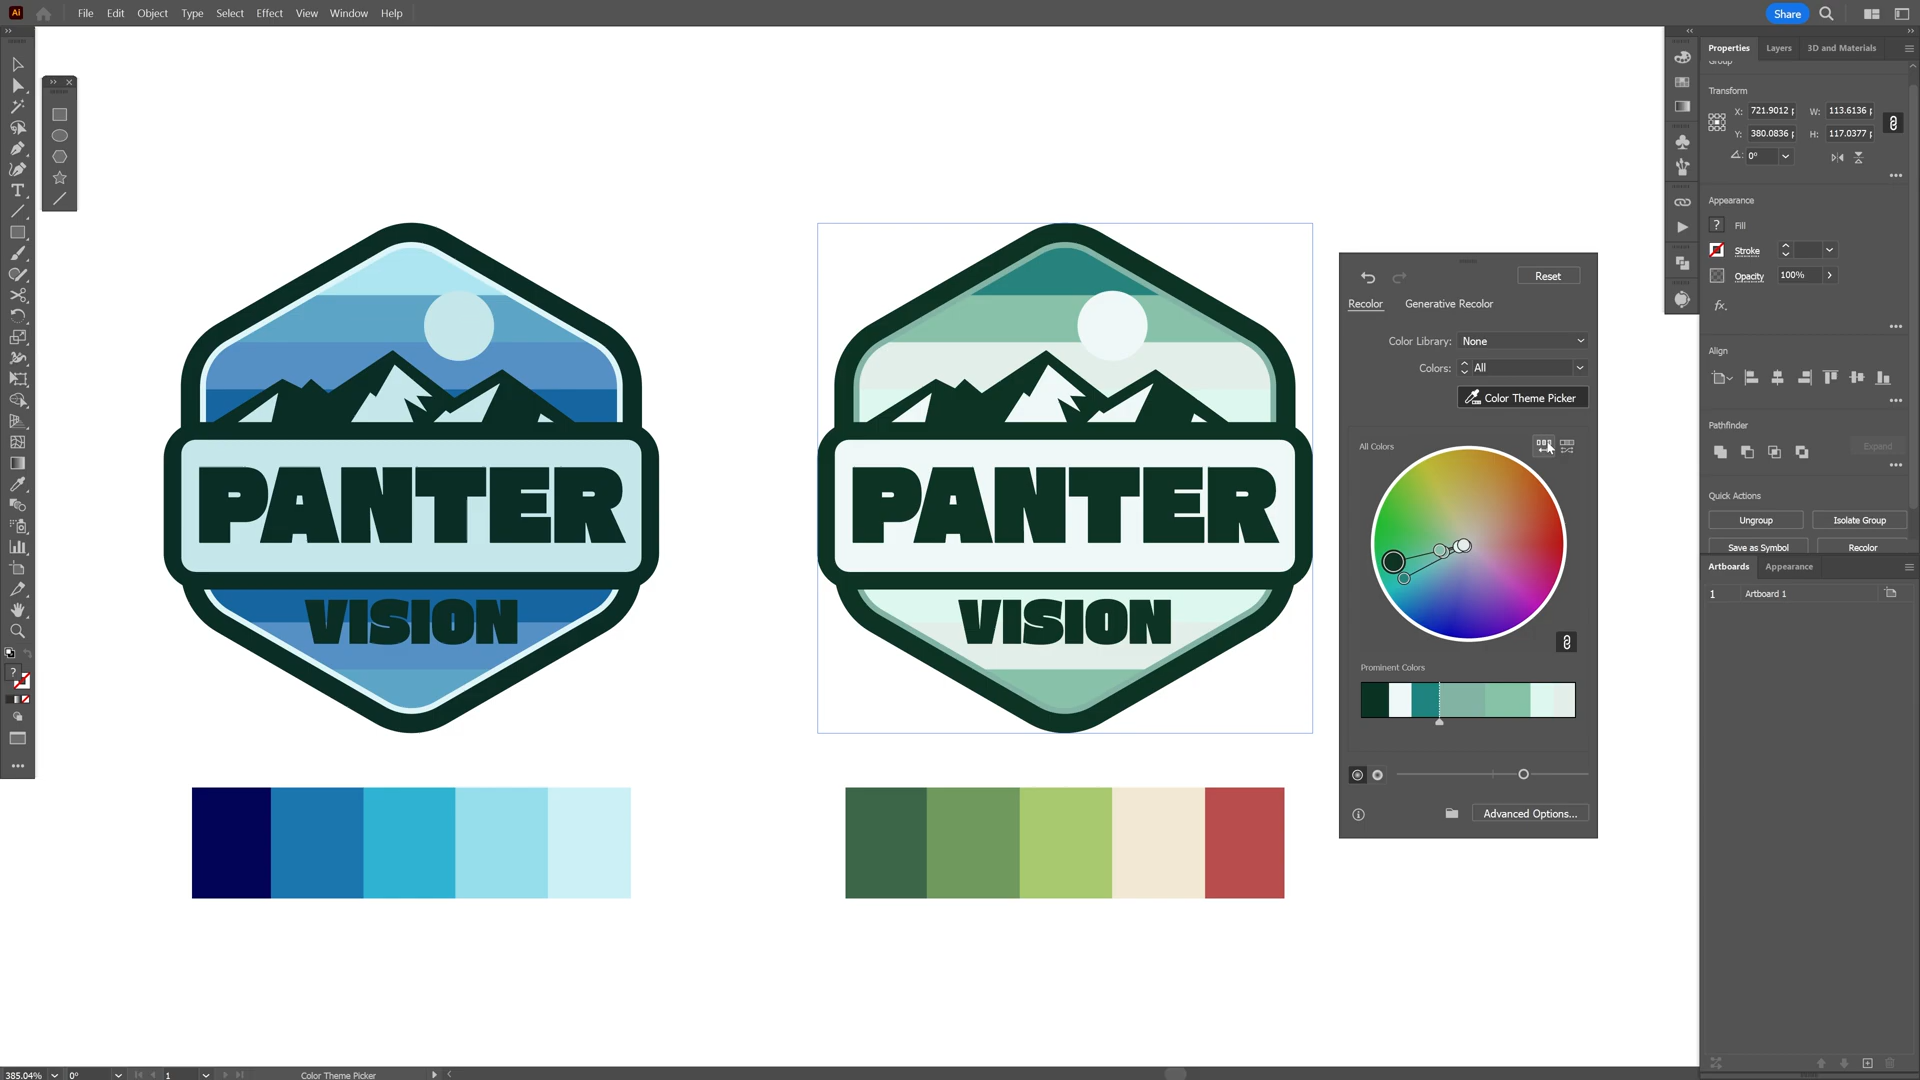 Ai
File Edit Object Type Select Effect View Window Help
Share
Properties Layers 3D and Materials
Group
Transform
X: 721.9012 p W: 113.6136 p
Y: 380.0836 p H: 117.0377 p
0°
Appearance
? Fill
Stroke
Opacity 100%
fx.
Align
Pathfinder
Expand
Quick Actions
Ungroup Isolate Group
Save as Symbol Recolor
Artboards Appearance
1 Artboard 1
PANTER
VISION
PANTER
VISION
Reset
Recolor Generative Recolor
Color Library: None
Colors: All
Color Theme Picker
All Colors
Prominent Colors
Advanced Options...
?
385.04% 0° 1 Color Theme Picker